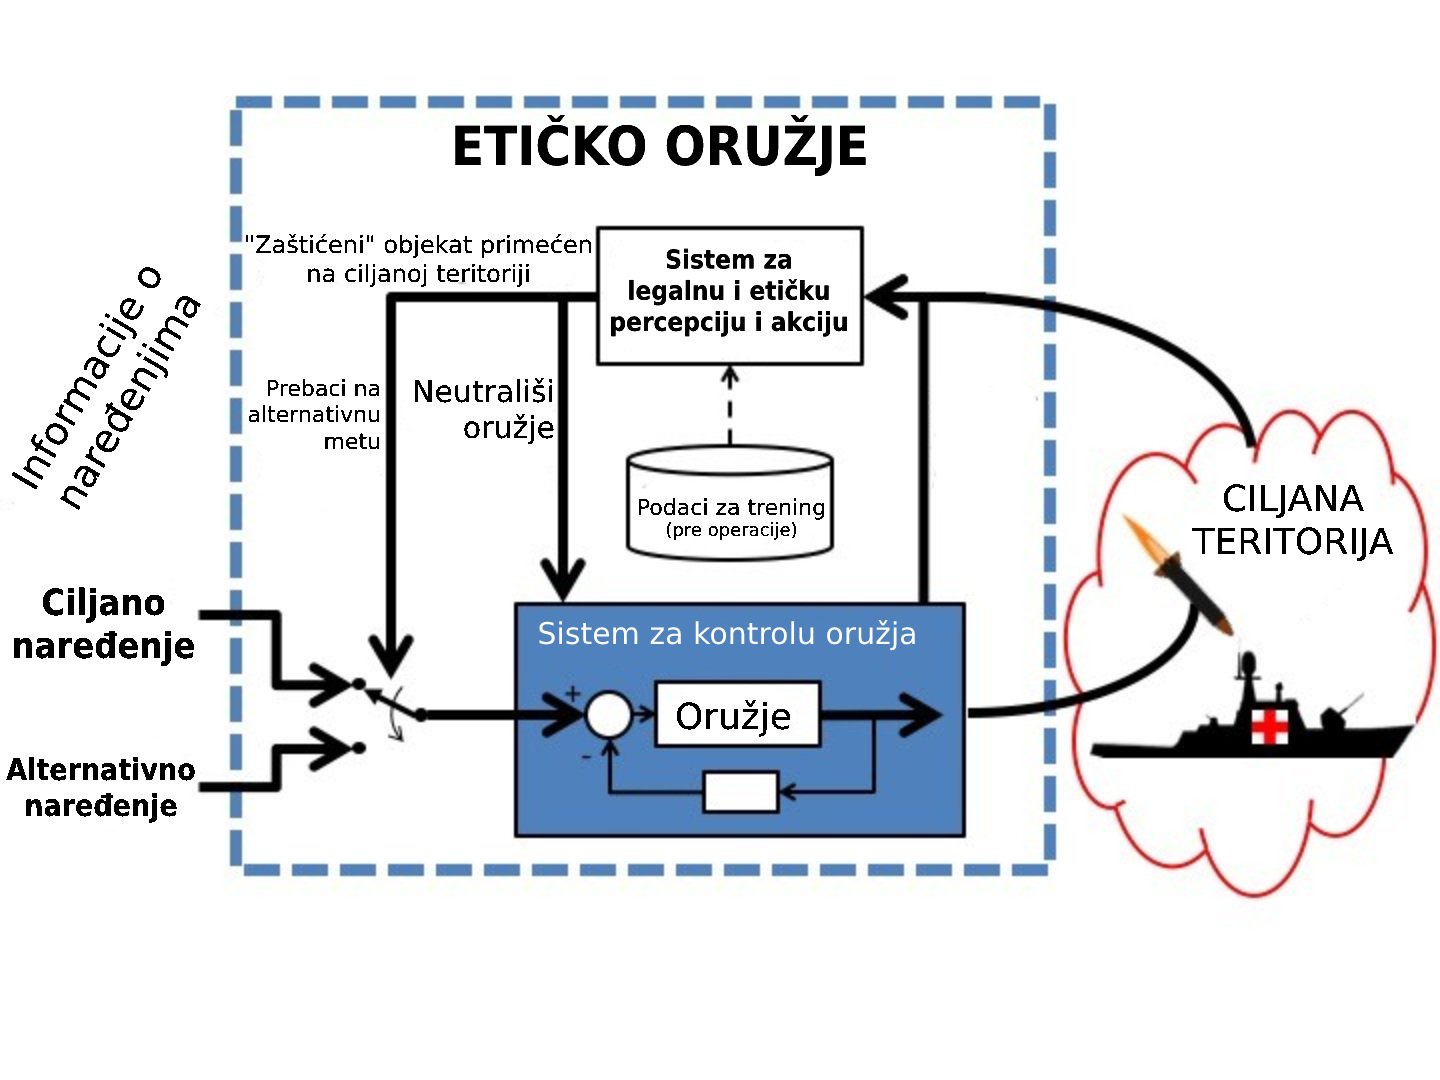 ETIČKO ORUŽJE
"Zaštićeni" objekat primećen
na ciljanoj teritoriji
Sistem za
legalnu i etičku
percepciju i akciju
Informacije o
naređenjima
Prebaci na
alternativnu
metu
Neutrališi
oružje
Podaci za trening
(pre operacije)
CILJANA
TERITORIJA
Ciljano
naređenje
Sistem za kontrolu oružja
+
Oružje
-
Alternativno
naređenje